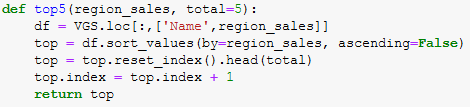 def top5(region_sales, total=5):
    df = VGS.loc[:,['Name',region_sales]]
    top = df.sort_values(by=region_sales, ascending=False)
    top = top.reset_index().head(total)
    top.index = top.index + 1
    return top